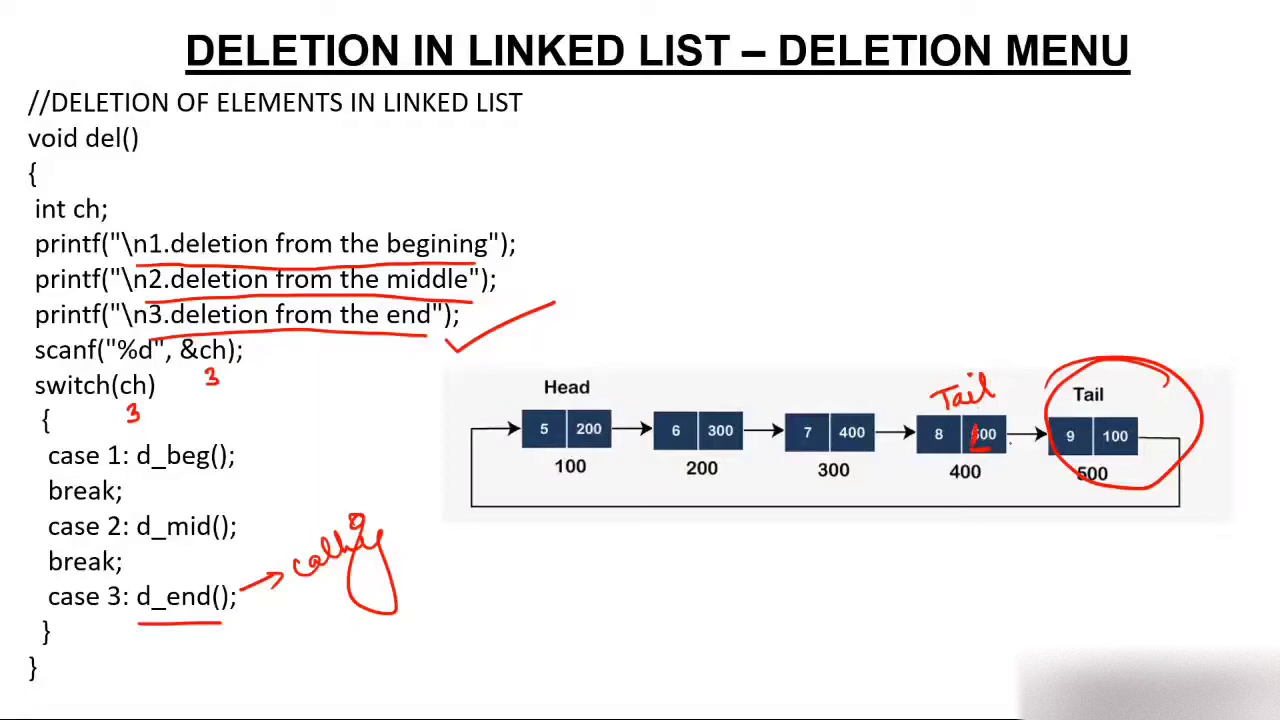 DELETION IN LINKED LIST – DELETION MENU
//DELETION OF ELEMENTS IN LINKED LIST
void del()
{
int ch;
printf("\n1.deletion from the begining");
printf("\n2.deletion from the middle");
printf("\n3.deletion from the end");
scanf("%d", &ch);
3
switch(ch)
3
{
case 1: d_beg();
break;
case 2: d_mid();
break;
case 3: d_end();
calling
}
}
Head
Tail
Tail
5 200
6 300
7 400
8 500
9 100
100
200
300
400
500